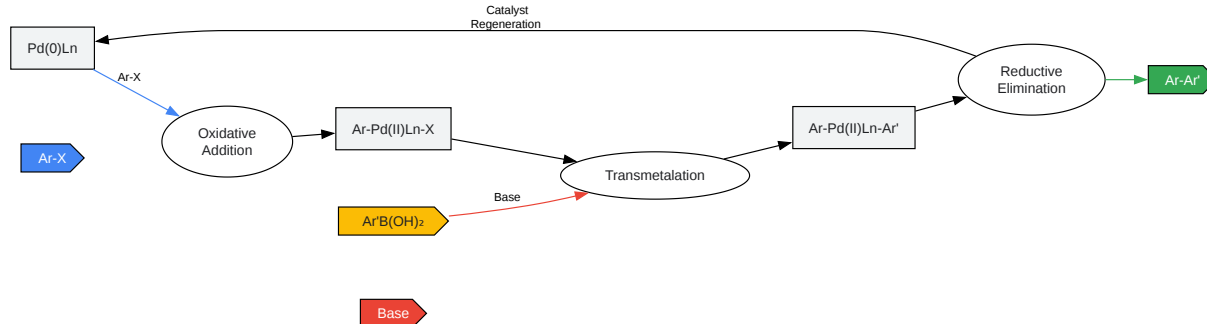 Catalyst
Regeneration
Pd(0)Ln
Ar-X
Reductive
Elimination
Ar-Ar'
Oxidative
Addition
Ar-Pd(II)Ln-X
Ar-Pd(II)Ln-Ar'
Ar-X
Transmetalation
Base
Ar'B(OH)₂
Base